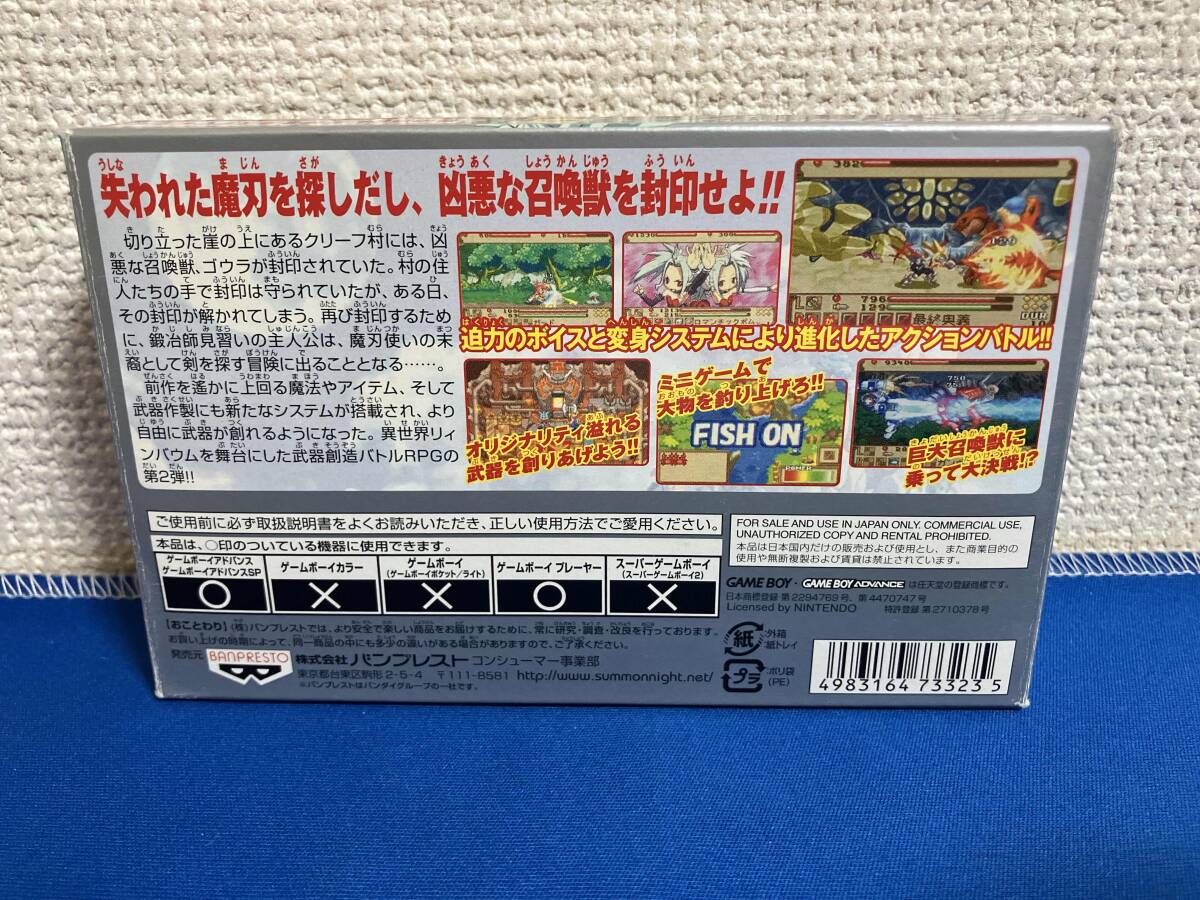 失われた魔刃を探しだし、凶悪な召喚獣を封印せよ!!
切り立った崖の上にあるクリーフ村には、凶
悪な召喚獣、ゴウラが封印されていた。村の住
人たちの手で封印は守られていたが、ある日、
その封印が解かれてしまう。再び封印するため
に、鍛冶師見習いの主人公は、魔刃使いの末
裔として剣を探す冒険に出ることとなる……。
前作を遥かに上回る魔法やアイテム、そして
武器作製にも新たなシステムが搭載され、より
自由に武器が創れるようになった。異世界リィ
ンバウムを舞台にした武器創造バトルRPGの
第2弾!!
ロマンチックボム
796
129
最終奥義
迫力のボイスと変身システムにより進化したアクションバトル!!
オリジナリティ溢れる
武器を創りあげよう!!
ミニゲームで
大物を釣り上げろ!!
FISH ON
POWER
巨大召喚獣に
乗って大決戦!?
ご使用前に必ず取扱説明書をよくお読みいただき、正しい使用方法でご愛用ください。
本品は、○印のついている機器に使用できます。
ゲームボーイアドバンス
ゲームボーイアドバンスSP
ゲームボーイカラー
ゲームボーイ
(ゲームボーイポケット/ライト)
ゲームボーイ プレーヤー
スーパーゲームボーイ
(スーパーゲームボーイ2)
○ × × ○ ×
【おことわり】(株)バンプレストでは、より安全で楽しい商品をお届けするために、常に研究・調査・改良を行っております。
お買い上げの時期によって、同一商品の中にも多少の違いがある場合がありますので、ご了承ください。
発売元
BANPRESTO
株式会社バンプレスト コンシューマー事業部
東京都台東区駒形2-5-4 〒111-8581 http://www.summonnight.net/
※バンプレストはバンダイグループの一社です。
FOR SALE AND USE IN JAPAN ONLY. COMMERCIAL USE,
UNAUTHORIZED COPY AND RENTAL PROHIBITED.
本品は日本国内だけの販売および使用とし、また商業目的の
使用や無断複製および賃貸は禁止されています。
GAME BOY・GAME BOY ADVANCE は任天堂の登録商標です。
日本商標登録 第2294769号、第4470747号
Licensed by NINTENDO 特許登録 第2710378号
紙
:外箱
:紙トレイ
プラ
:ポリ袋
(PE)
4983164 73323 5